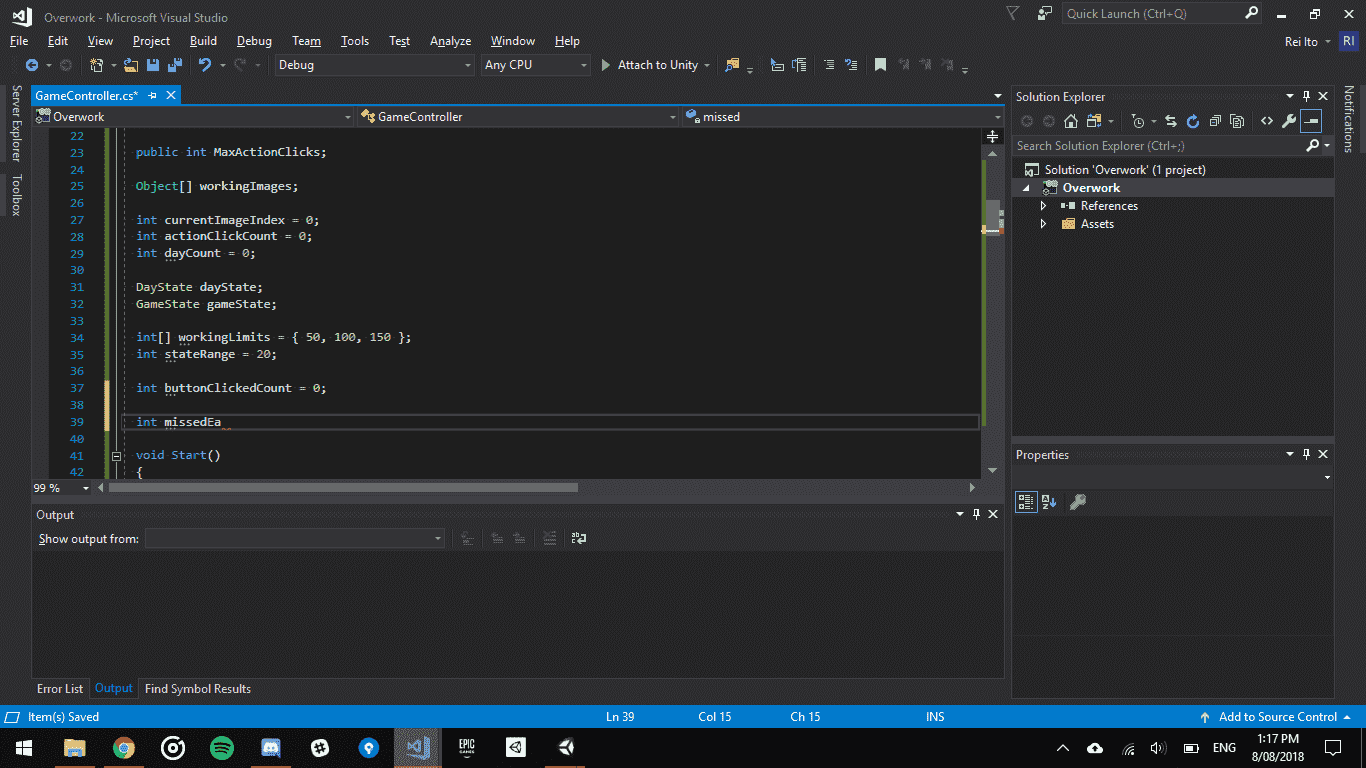 Overwork - Microsoft Visual Studio
Quick Launch (Ctrl+Q)
File Edit View Project Build Debug Team Tools Test Analyze Window Help
Rei Ito RI
Debug Any CPU Attach to Unity
Server Explorer
Toolbox
GameController.cs*
Overwork GameController missed
22
23 public int MaxActionClicks;
24
25 Object[] workingImages;
26
27 int currentImageIndex = 0;
28 int actionClickCount = 0;
29 int dayCount = 0;
30
31 DayState dayState;
32 GameState gameState;
33
34 int[] workingLimits = { 50, 100, 150 };
35 int stateRange = 20;
36
37 int buttonClickedCount = 0;
38
39 int missedEa
40
41 void Start()
42 {
99 %
Output
Show output from:
Error List Output Find Symbol Results
Solution Explorer
Search Solution Explorer (Ctrl+;)
Solution 'Overwork' (1 project)
Overwork
References
Assets
Properties
Notifications
Item(s) Saved Ln 39 Col 15 Ch 15 INS Add to Source Control
EPIC
GAMES
ENG
1:17 PM
8/08/2018